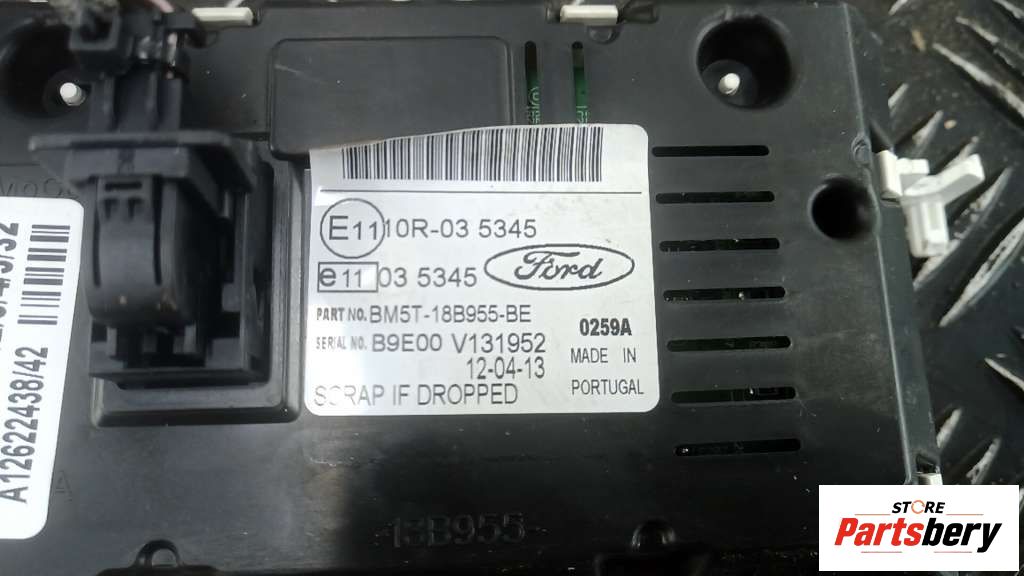 E11 10R-03 5345
e11 03 5345 Ford
PART NO. BM5T-18B955-BE
SERIAL NO. B9E00 V131952
0259A
12-04-13
MADE IN
PORTUGAL
SCRAP IF DROPPED
A12622438/42
18B955
STORE
Partsbery